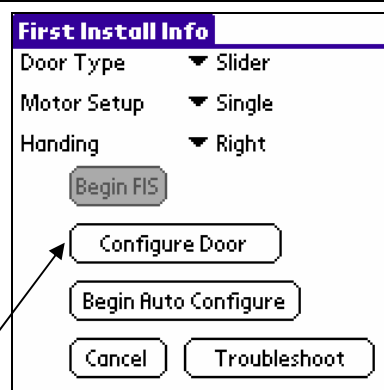 First Install Info
Door Type Slider
Motor Setup Single
Handing Right
Begin FIS
Configure Door
Begin Auto Configure
Cancel Troubleshoot